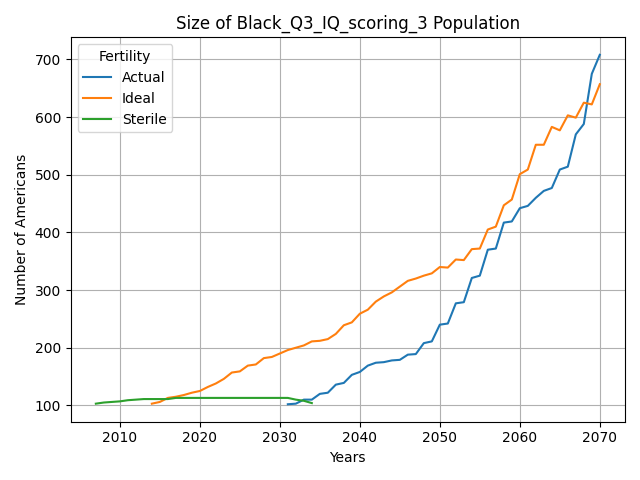 Size of Black_Q3_IQ_scoring_3 Population
Fertility
Actual
Ideal
Sterile
Number of Americans
700
600
500
400
300
200
100
2010 2020 2030 2040 2050 2060 2070
Years